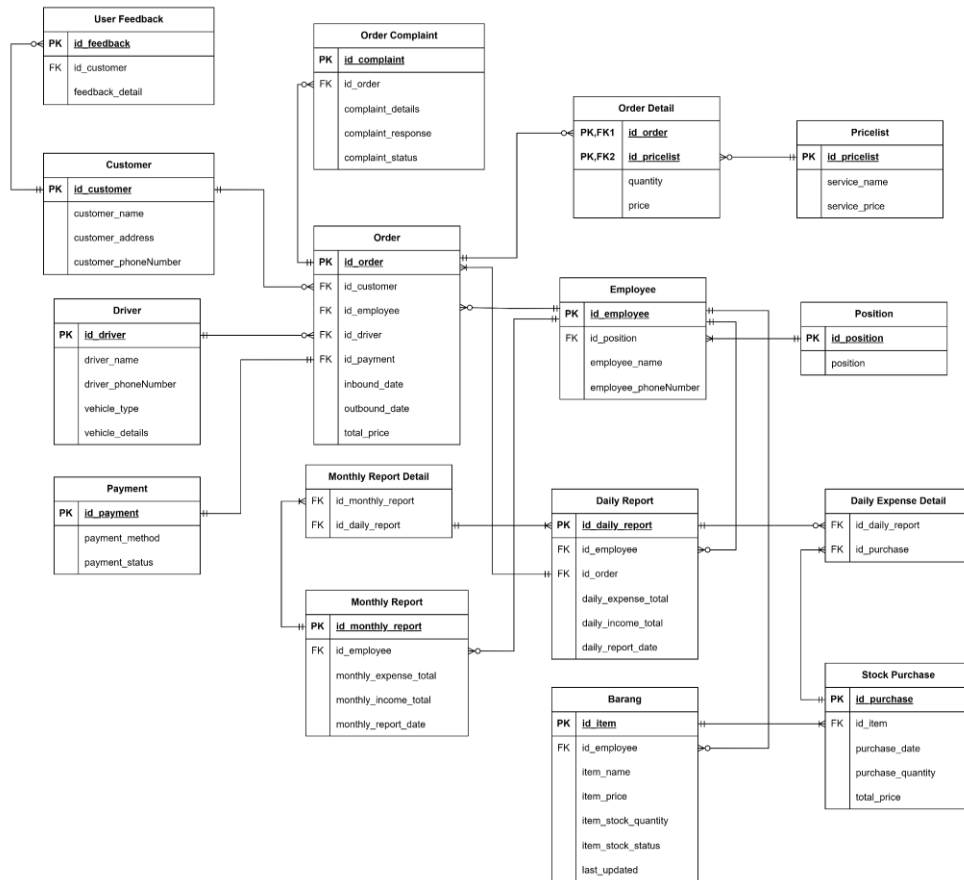 User Feedback
PK id_feedback
FK id_customer
feedback_detail
Order Complaint
PK id_complaint
FK id_order
complaint_details
complaint_response
complaint_status
Order Detail
PK,FK1 id_order
PK,FK2 id_pricelist
quantity
price
Pricelist
PK id_pricelist
service_name
service_price
Customer
PK id_customer
customer_name
customer_address
customer_phoneNumber
Order
PK id_order
FK id_customer
FK id_employee
FK id_driver
FK id_payment
inbound_date
outbound_date
total_price
Employee
PK id_employee
FK id_position
employee_name
employee_phoneNumber
Position
PK id_position
position
Driver
PK id_driver
driver_name
driver_phoneNumber
vehicle_type
vehicle_details
Payment
PK id_payment
payment_method
payment_status
Monthly Report Detail
FK id_monthly_report
FK id_daily_report
Daily Report
PK id_daily_report
FK id_employee
FK id_order
daily_expense_total
daily_income_total
daily_report_date
Daily Expense Detail
FK id_daily_report
FK id_purchase
Monthly Report
PK id_monthly_report
FK id_employee
monthly_expense_total
monthly_income_total
monthly_report_date
Barang
PK id_item
FK id_employee
item_name
item_price
item_stock_quantity
item_stock_status
last_updated
Stock Purchase
PK id_purchase
FK id_item
purchase_date
purchase_quantity
total_price